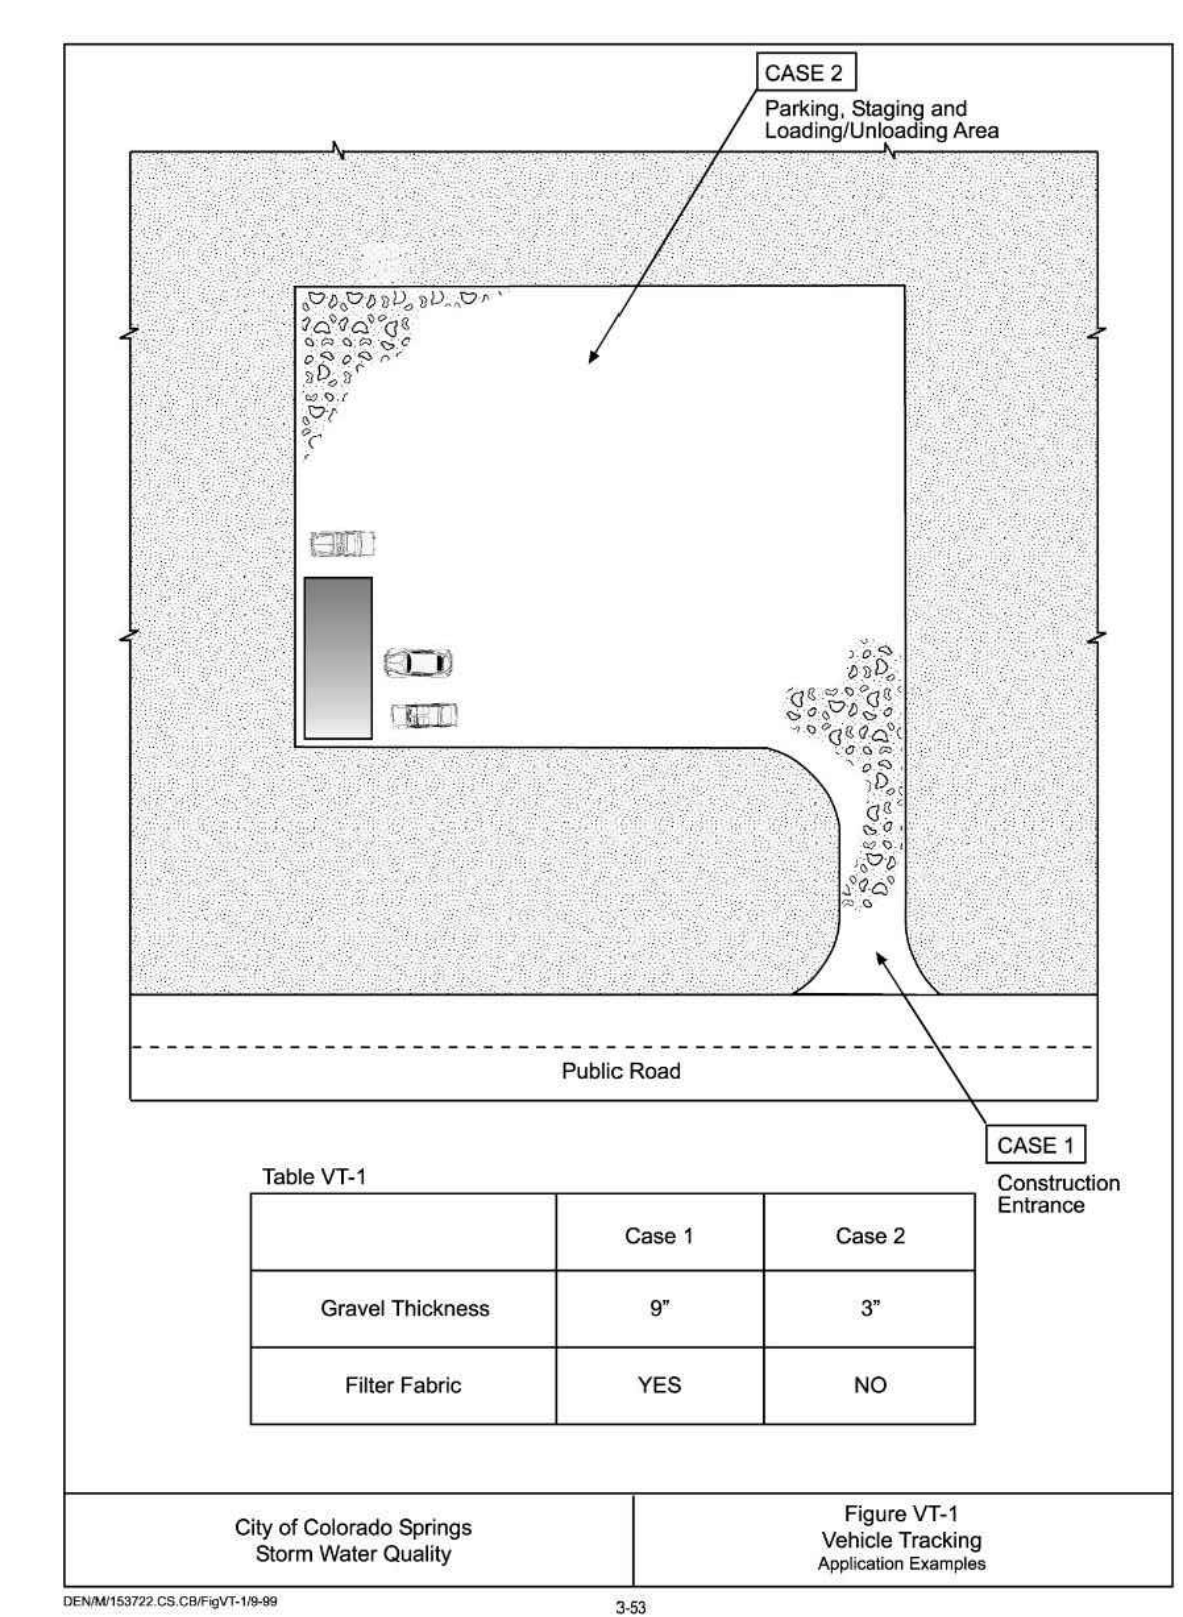 CASE 2
Parking, Staging and
Loading/Unloading Area
Public Road
CASE 1
Construction
Entrance
Table VT-1
Case 1 Case 2
Gravel Thickness 9” 3”
Filter Fabric YES NO
City of Colorado Springs
Storm Water Quality
Figure VT-1
Vehicle Tracking
Application Examples
DEN/M/153722.CS.CB/FigVT-1/9-99
3-53